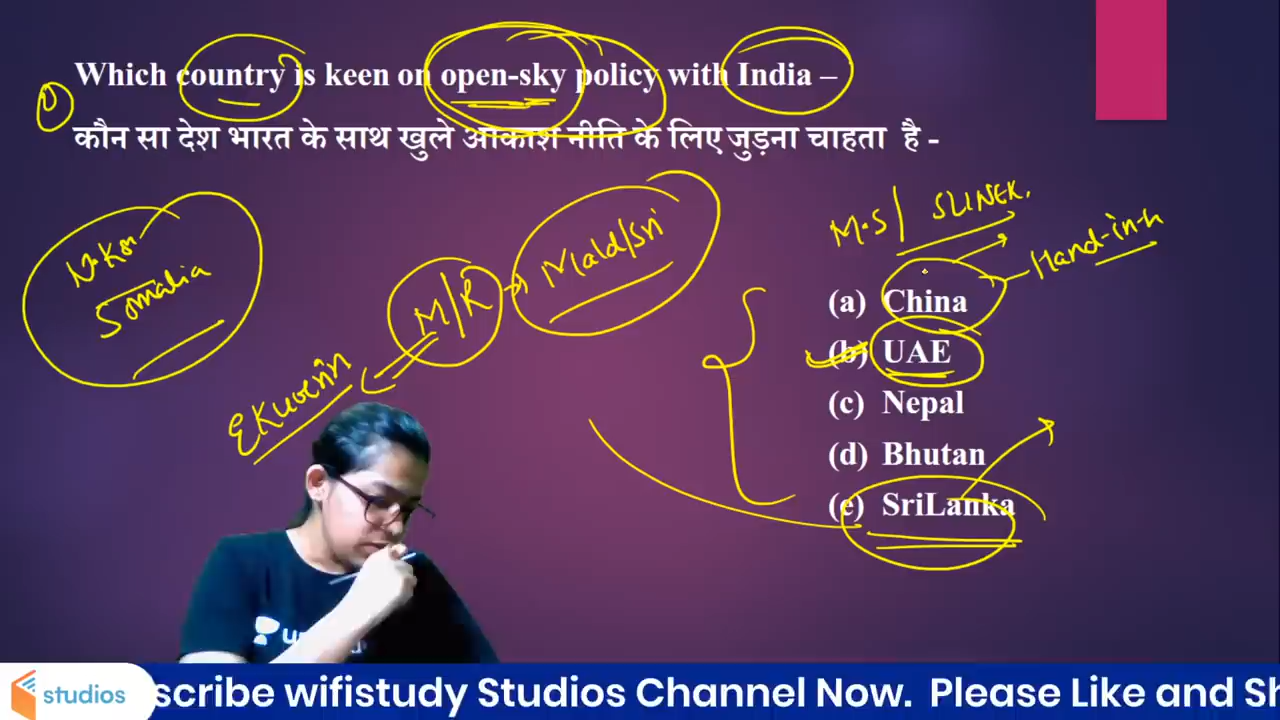 Which country is keen on open-sky policy with India –
कौन सा देश भारत के साथ खुले आकाश नीति के लिए जुड़ना चाहता है -
M.S/ SLINEX.
Hand-in-h
Mald/Sri
M/R
Somalia
(a) China
(b) UAE
(c) Nepal
(d) Bhutan
(e) SriLanka
studios
scribe wifistudy Studios Channel Now. Please Like and Sh